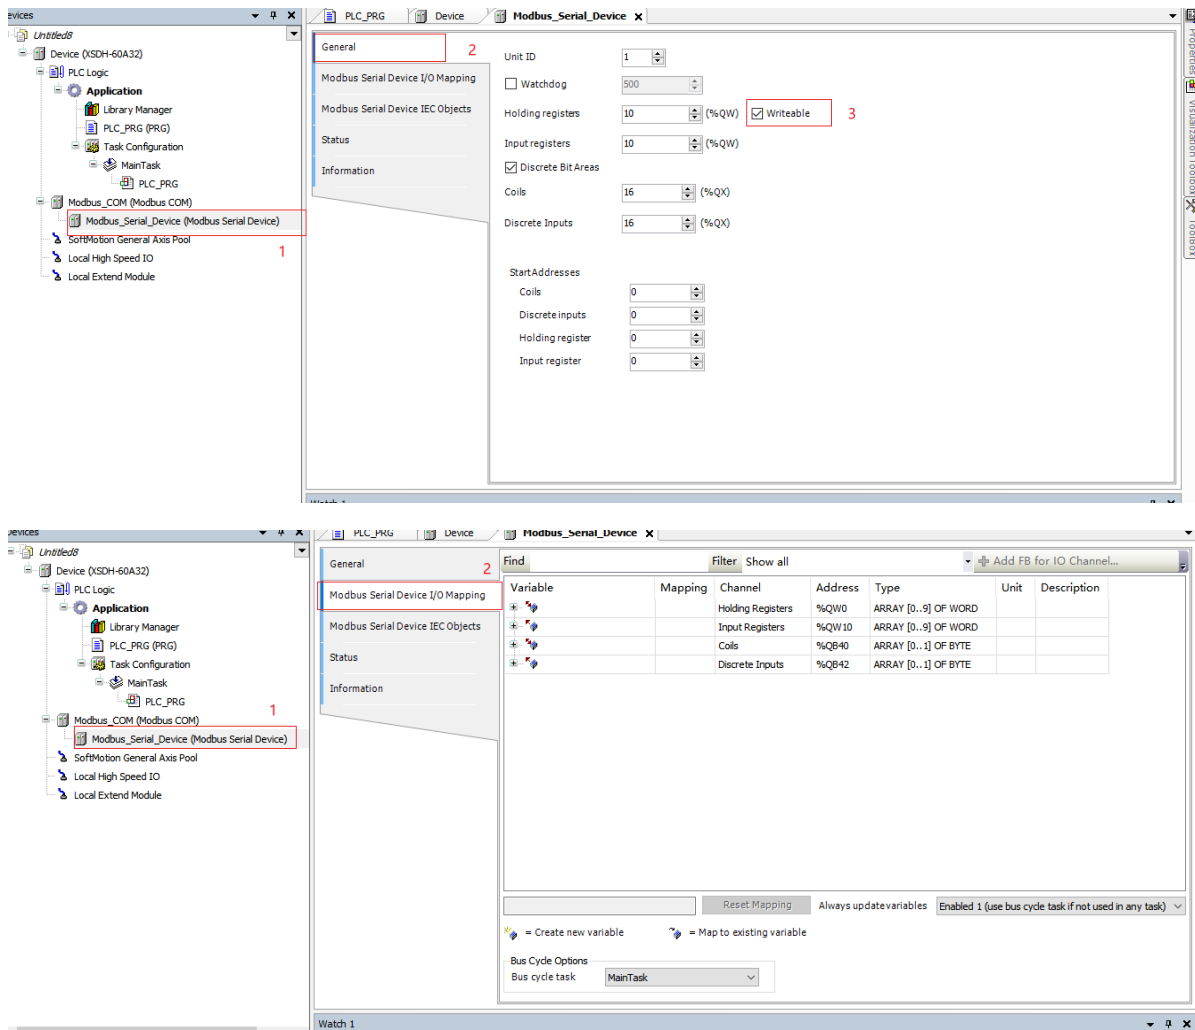 evices
PLC_PRG Device Modbus_Serial_Device
Untitled8
Device (XSDH-60A32)
PLC Logic
Application
Library Manager
PLC_PRG (PRG)
Task Configuration
MainTask
PLC_PRG
Modbus_COM (Modbus COM)
Modbus_Serial_Device (Modbus Serial Device)
1
SoftMotion General Axis Pool
Local High Speed IO
Local Extend Module
General
2
Modbus Serial Device I/O Mapping
Modbus Serial Device IEC Objects
Status
Information
Unit ID 1
Watchdog 500
Holding registers 10 (%QW) Writeable 3
Input registers 10 (%QW)
Discrete Bit Areas
Coils 16 (%QX)
Discrete Inputs 16 (%QX)
StartAddresses
Coils 0
Discrete inputs 0
Holding register 0
Input register 0
Properties
Visualization Toolbox
Toolbox
Watch 1
Devices
PLC_PRG Device Modbus_Serial_Device
Untitled8
Device (XSDH-60A32)
PLC Logic
Application
Library Manager
PLC_PRG (PRG)
Task Configuration
MainTask
PLC_PRG
1
Modbus_COM (Modbus COM)
Modbus_Serial_Device (Modbus Serial Device)
SoftMotion General Axis Pool
Local High Speed IO
Local Extend Module
General
2
Modbus Serial Device I/O Mapping
Modbus Serial Device IEC Objects
Status
Information
Find Filter Show all Add FB for IO Channel...
Variable Mapping Channel Address Type Unit Description
Holding Registers %QW0 ARRAY [0..9] OF WORD
Input Registers %QW10 ARRAY [0..9] OF WORD
Coils %QB40 ARRAY [0..1] OF BYTE
Discrete Inputs %QB42 ARRAY [0..1] OF BYTE
Reset Mapping Always update variables Enabled 1 (use bus cycle task if not used in any task)
= Create new variable = Map to existing variable
Bus Cycle Options
Bus cycle task MainTask
Watch 1